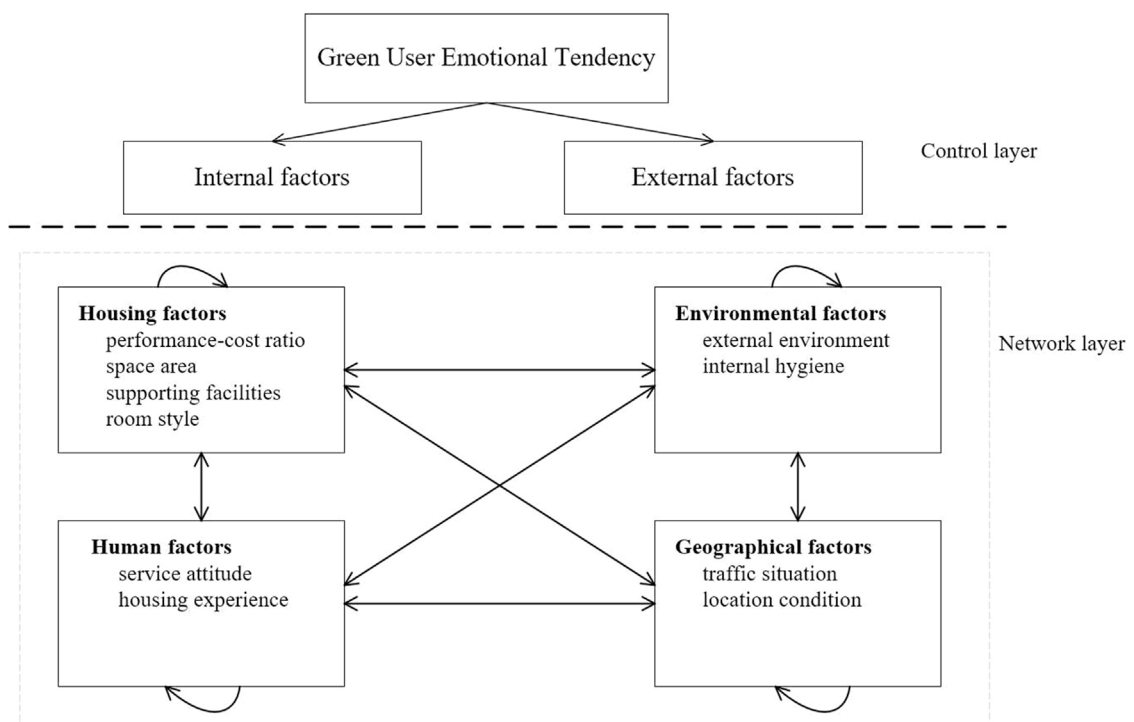 Green User Emotional Tendency
Internal factors
External factors
Control layer
Housing factors
performance-cost ratio
space area
supporting facilities
room style
Environmental factors
external environment
internal hygiene
Network layer
Human factors
service attitude
housing experience
Geographical factors
traffic situation
location condition